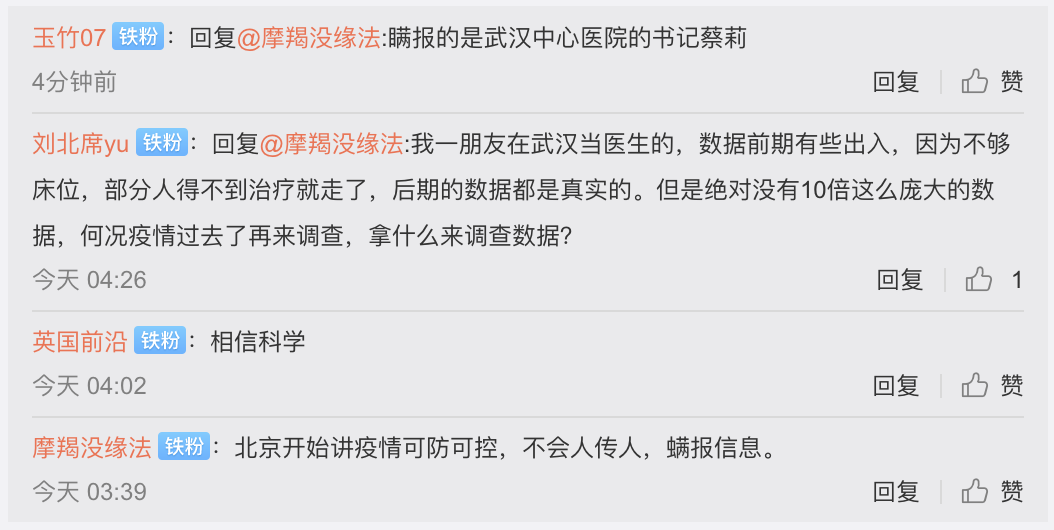 玉竹07 铁粉：回复@摩羯没缘法:瞒报的是武汉中心医院的书记蔡莉
4分钟前 回复 赞
刘北席yu 铁粉：回复@摩羯没缘法:我一朋友在武汉当医生的，数据前期有些出入，因为不够
床位，部分人得不到治疗就走了，后期的数据都是真实的。但是绝对没有10倍这么庞大的数
据，何况疫情过去了再来调查，拿什么来调查数据?
今天 04:26 回复 1
英国前沿 铁粉：相信科学
今天 04:02 回复 赞
摩羯没缘法 铁粉：北京开始讲疫情可防可控，不会人传人，螨报信息。
今天 03:39 回复 赞